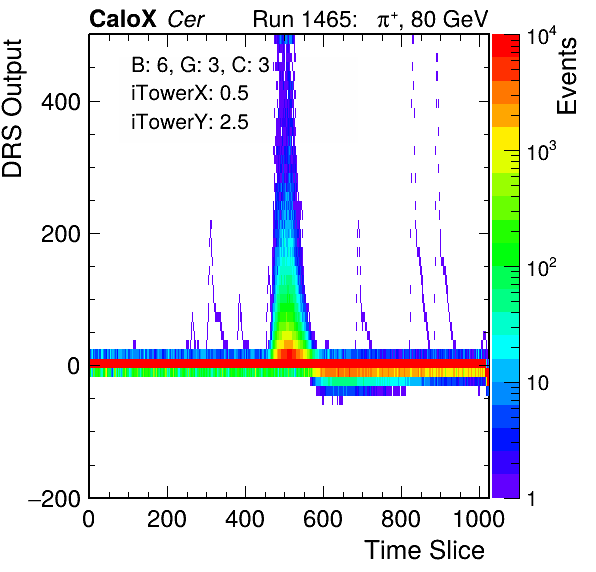 CaloX Cer Run 1465: π⁺, 80 GeV
B: 6, G: 3, C: 3
iTowerX: 0.5
iTowerY: 2.5
DRS Output
400
200
0
−200
0 200 400 600 800 1000
Time Slice
Events
10⁴
10³
10²
10
1